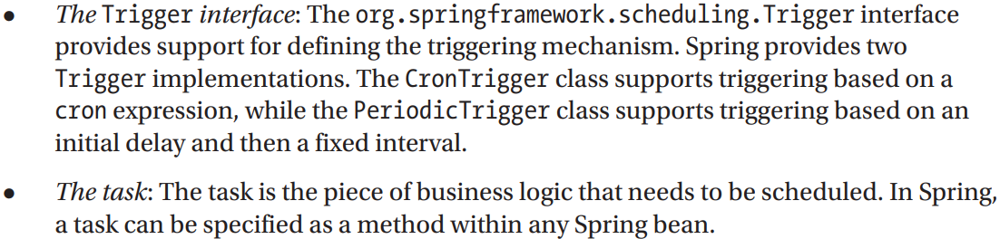 • The Trigger interface: The org.springframework.scheduling.Trigger interface
provides support for defining the triggering mechanism. Spring provides two
Trigger implementations. The CronTrigger class supports triggering based on a
cron expression, while the PeriodicTrigger class supports triggering based on an
initial delay and then a fixed interval.
• The task: The task is the piece of business logic that needs to be scheduled. In Spring,
a task can be specified as a method within any Spring bean.